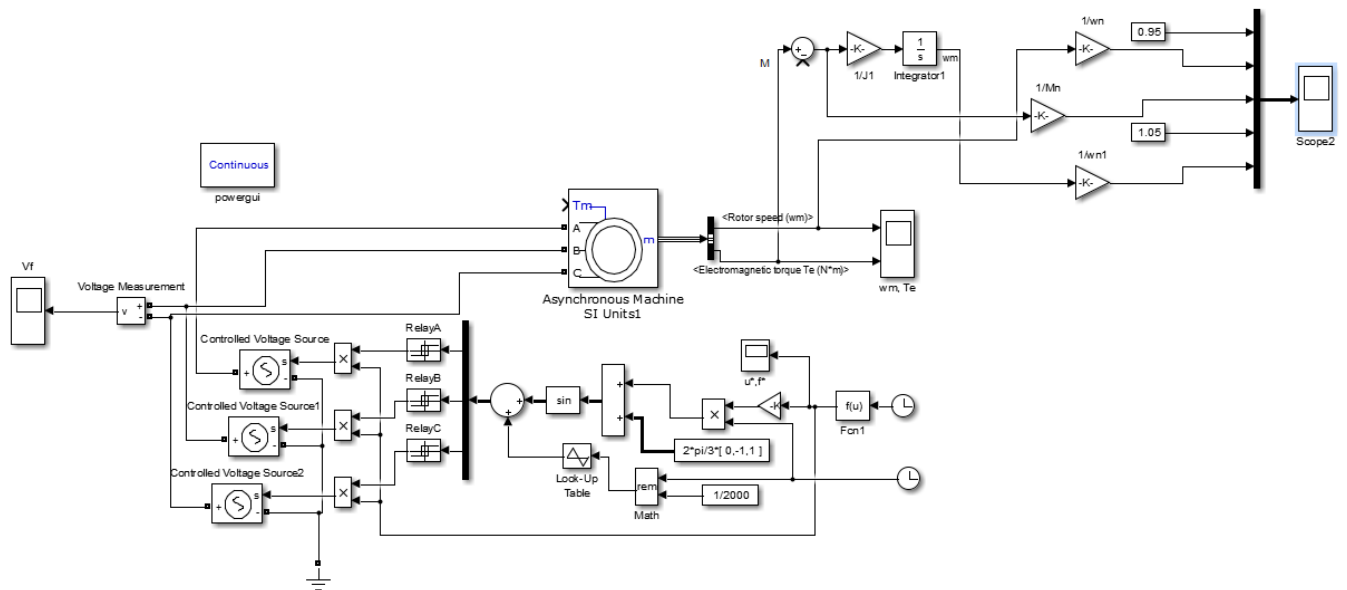 1/wn
0.95
+
-
-K-
1/J1
1
s
Integrator1
wm
-K-
M
1/Mn
-K-
1.05
Scope2
1/wn1
-K-
Continuous
powergui
Tm
A
B
C
m
<Rotor speed (wm)>
<Electromagnetic torque Te (N*m)>
wm, Te
Asynchronous Machine
SI Units1
Vf
Voltage Measurement
v
+
-
Controlled Voltage Source
s
+
-
×
RelayA
Controlled Voltage Source1
s
+
-
×
RelayB
Controlled Voltage Source2
s
+
-
×
RelayC
+
+
sin
+
+
×
u*,f*
-K
f(u)
Fcn1
2*pi/3*[ 0,-1,1 ]
Look-Up
Table
rem
Math
1/2000